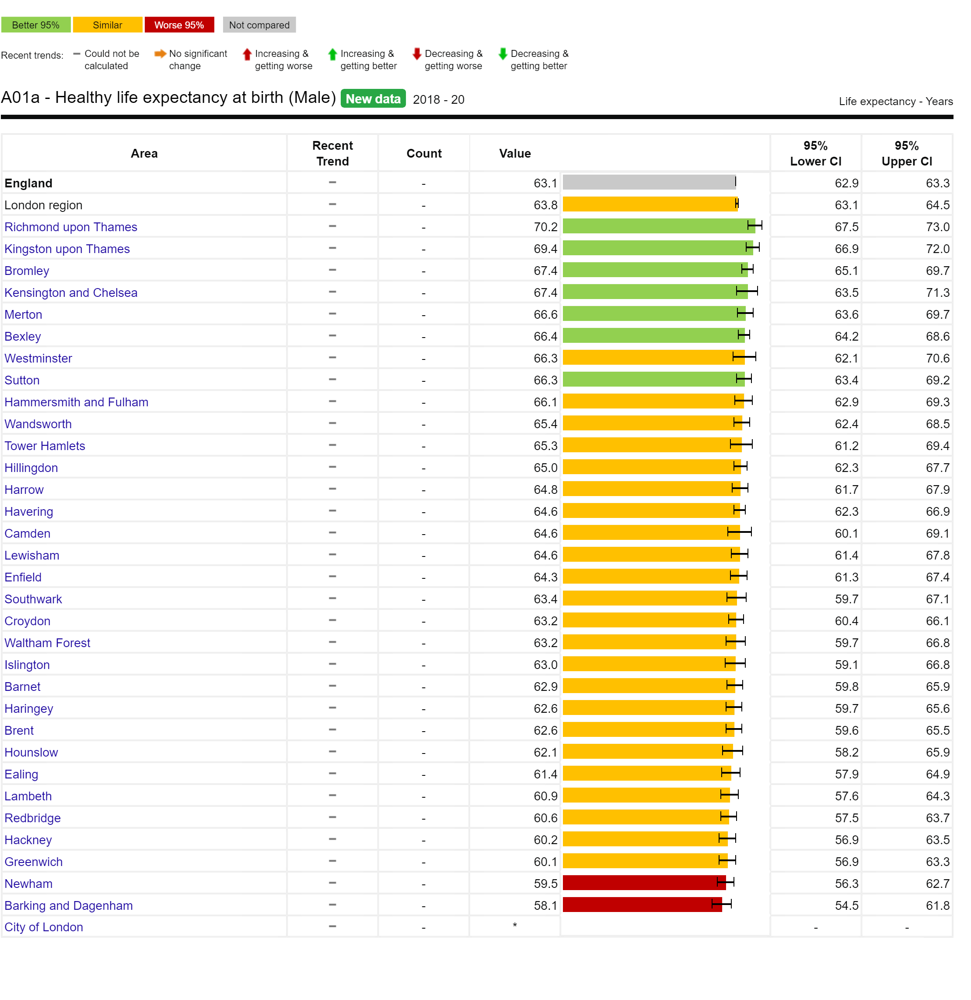 Better 95% Similar Worse 95% Not compared
Recent trends: – Could not be calculated No significant change Increasing & getting worse Increasing & getting better Decreasing & getting worse Decreasing & getting better
A01a - Healthy life expectancy at birth (Male) New data 2018 - 20 Life expectancy - Years
Area Recent Trend Count Value 95% Lower CI 95% Upper CI
England – - 63.1 62.9 63.3
London region – - 63.8 63.1 64.5
Richmond upon Thames – - 70.2 67.5 73.0
Kingston upon Thames – - 69.4 66.9 72.0
Bromley – - 67.4 65.1 69.7
Kensington and Chelsea – - 67.4 63.5 71.3
Merton – - 66.6 63.6 69.7
Bexley – - 66.4 64.2 68.6
Westminster – - 66.3 62.1 70.6
Sutton – - 66.3 63.4 69.2
Hammersmith and Fulham – - 66.1 62.9 69.3
Wandsworth – - 65.4 62.4 68.5
Tower Hamlets – - 65.3 61.2 69.4
Hillingdon – - 65.0 62.3 67.7
Harrow – - 64.8 61.7 67.9
Havering – - 64.6 62.3 66.9
Camden – - 64.6 60.1 69.1
Lewisham – - 64.6 61.4 67.8
Enfield – - 64.3 61.3 67.4
Southwark – - 63.4 59.7 67.1
Croydon – - 63.2 60.4 66.1
Waltham Forest – - 63.2 59.7 66.8
Islington – - 63.0 59.1 66.8
Barnet – - 62.9 59.8 65.9
Haringey – - 62.6 59.7 65.6
Brent – - 62.6 59.6 65.5
Hounslow – - 62.1 58.2 65.9
Ealing – - 61.4 57.9 64.9
Lambeth – - 60.9 57.6 64.3
Redbridge – - 60.6 57.5 63.7
Hackney – - 60.2 56.9 63.5
Greenwich – - 60.1 56.9 63.3
Newham – - 59.5 56.3 62.7
Barking and Dagenham – - 58.1 54.5 61.8
City of London – - * - -